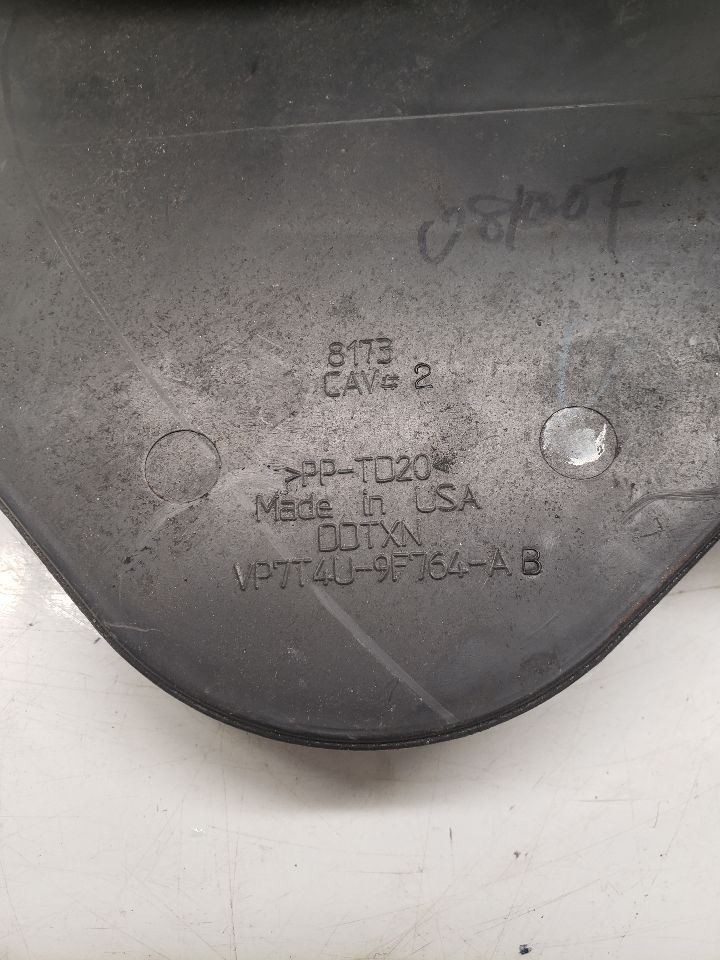 8173
CAV# 2
>PP-TD20<
Made in USA
DDTXN
VP7T4U-9F764-A B